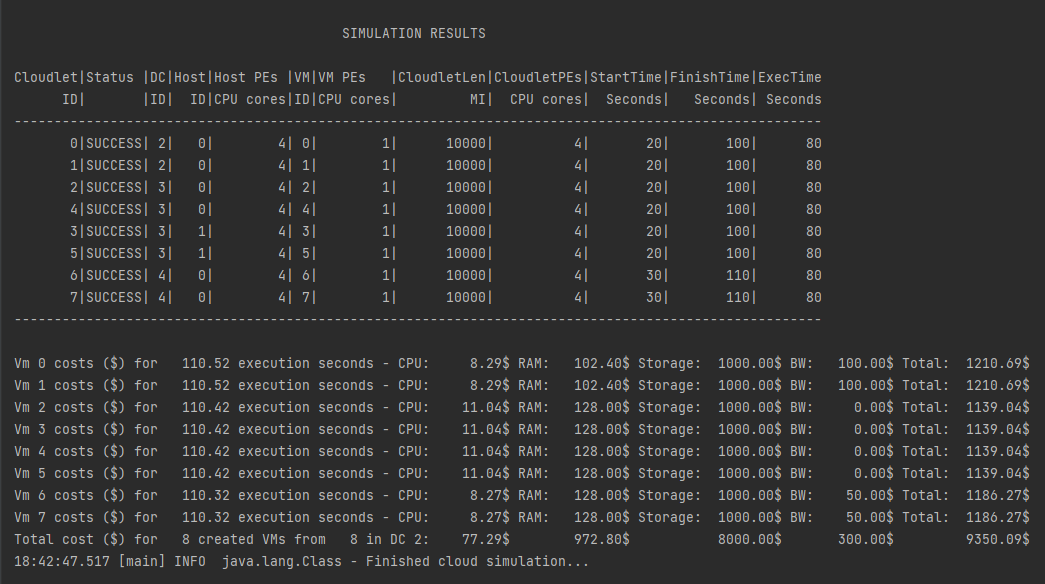 SIMULATION RESULTS
Cloudlet|Status |DC|Host|Host PEs |VM|VM PEs   |CloudletLen|CloudletPEs|StartTime|FinishTime|ExecTime
      ID|       |ID|  ID|CPU cores|ID|CPU cores|         MI|  CPU cores|  Seconds|   Seconds| Seconds
-----------------------------------------------------------------------------------------------------
       0|SUCCESS| 2|   0|        4| 0|        1|      10000|          4|       20|       100|      80
       1|SUCCESS| 2|   0|        4| 1|        1|      10000|          4|       20|       100|      80
       2|SUCCESS| 3|   0|        4| 2|        1|      10000|          4|       20|       100|      80
       4|SUCCESS| 3|   0|        4| 4|        1|      10000|          4|       20|       100|      80
       3|SUCCESS| 3|   1|        4| 3|        1|      10000|          4|       20|       100|      80
       5|SUCCESS| 3|   1|        4| 5|        1|      10000|          4|       20|       100|      80
       6|SUCCESS| 4|   0|        4| 6|        1|      10000|          4|       30|       110|      80
       7|SUCCESS| 4|   0|        4| 7|        1|      10000|          4|       30|       110|      80
-----------------------------------------------------------------------------------------------------
Vm 0 costs ($) for   110.52 execution seconds - CPU:     8.29$ RAM:   102.40$ Storage:  1000.00$ BW:   100.00$ Total:  1210.69$
Vm 1 costs ($) for   110.52 execution seconds - CPU:     8.29$ RAM:   102.40$ Storage:  1000.00$ BW:   100.00$ Total:  1210.69$
Vm 2 costs ($) for   110.42 execution seconds - CPU:    11.04$ RAM:   128.00$ Storage:  1000.00$ BW:     0.00$ Total:  1139.04$
Vm 3 costs ($) for   110.42 execution seconds - CPU:    11.04$ RAM:   128.00$ Storage:  1000.00$ BW:     0.00$ Total:  1139.04$
Vm 4 costs ($) for   110.42 execution seconds - CPU:    11.04$ RAM:   128.00$ Storage:  1000.00$ BW:     0.00$ Total:  1139.04$
Vm 5 costs ($) for   110.42 execution seconds - CPU:    11.04$ RAM:   128.00$ Storage:  1000.00$ BW:     0.00$ Total:  1139.04$
Vm 6 costs ($) for   110.32 execution seconds - CPU:     8.27$ RAM:   128.00$ Storage:  1000.00$ BW:    50.00$ Total:  1186.27$
Vm 7 costs ($) for   110.32 execution seconds - CPU:     8.27$ RAM:   128.00$ Storage:  1000.00$ BW:    50.00$ Total:  1186.27$
Total cost ($) for   8 created VMs from   8 in DC 2:    77.29$        972.80$           8000.00$       300.00$         9350.09$
18:42:47.517 [main] INFO  java.lang.Class - Finished cloud simulation...